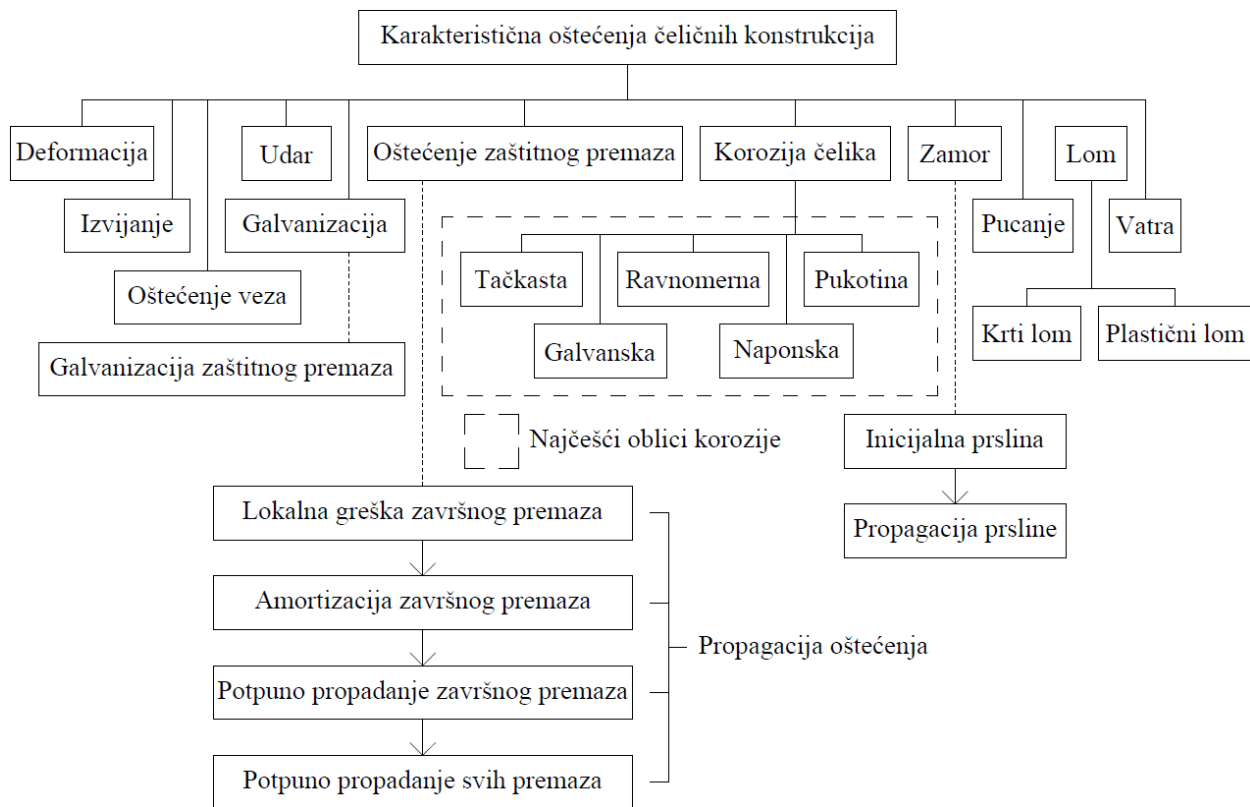 Karakteristična oštećenja čeličnih konstrukcija
Deformacija
Udar
Oštećenje zaštitnog premaza
Korozija čelika
Zamor
Lom
Izvijanje
Galvanizacija
Pucanje
Vatra
Oštećenje veza
Tačkasta
Ravnomerna
Pukotina
Galvanizacija zaštitnog premaza
Galvanska
Naponska
Krti lom
Plastični lom
Najčešći oblici korozije
Inicijalna prslina
Lokalna greška završnog premaza
Propagacija prsline
Amortizacija završnog premaza
Propagacija oštećenja
Potpuno propadanje završnog premaza
Potpuno propadanje svih premaza